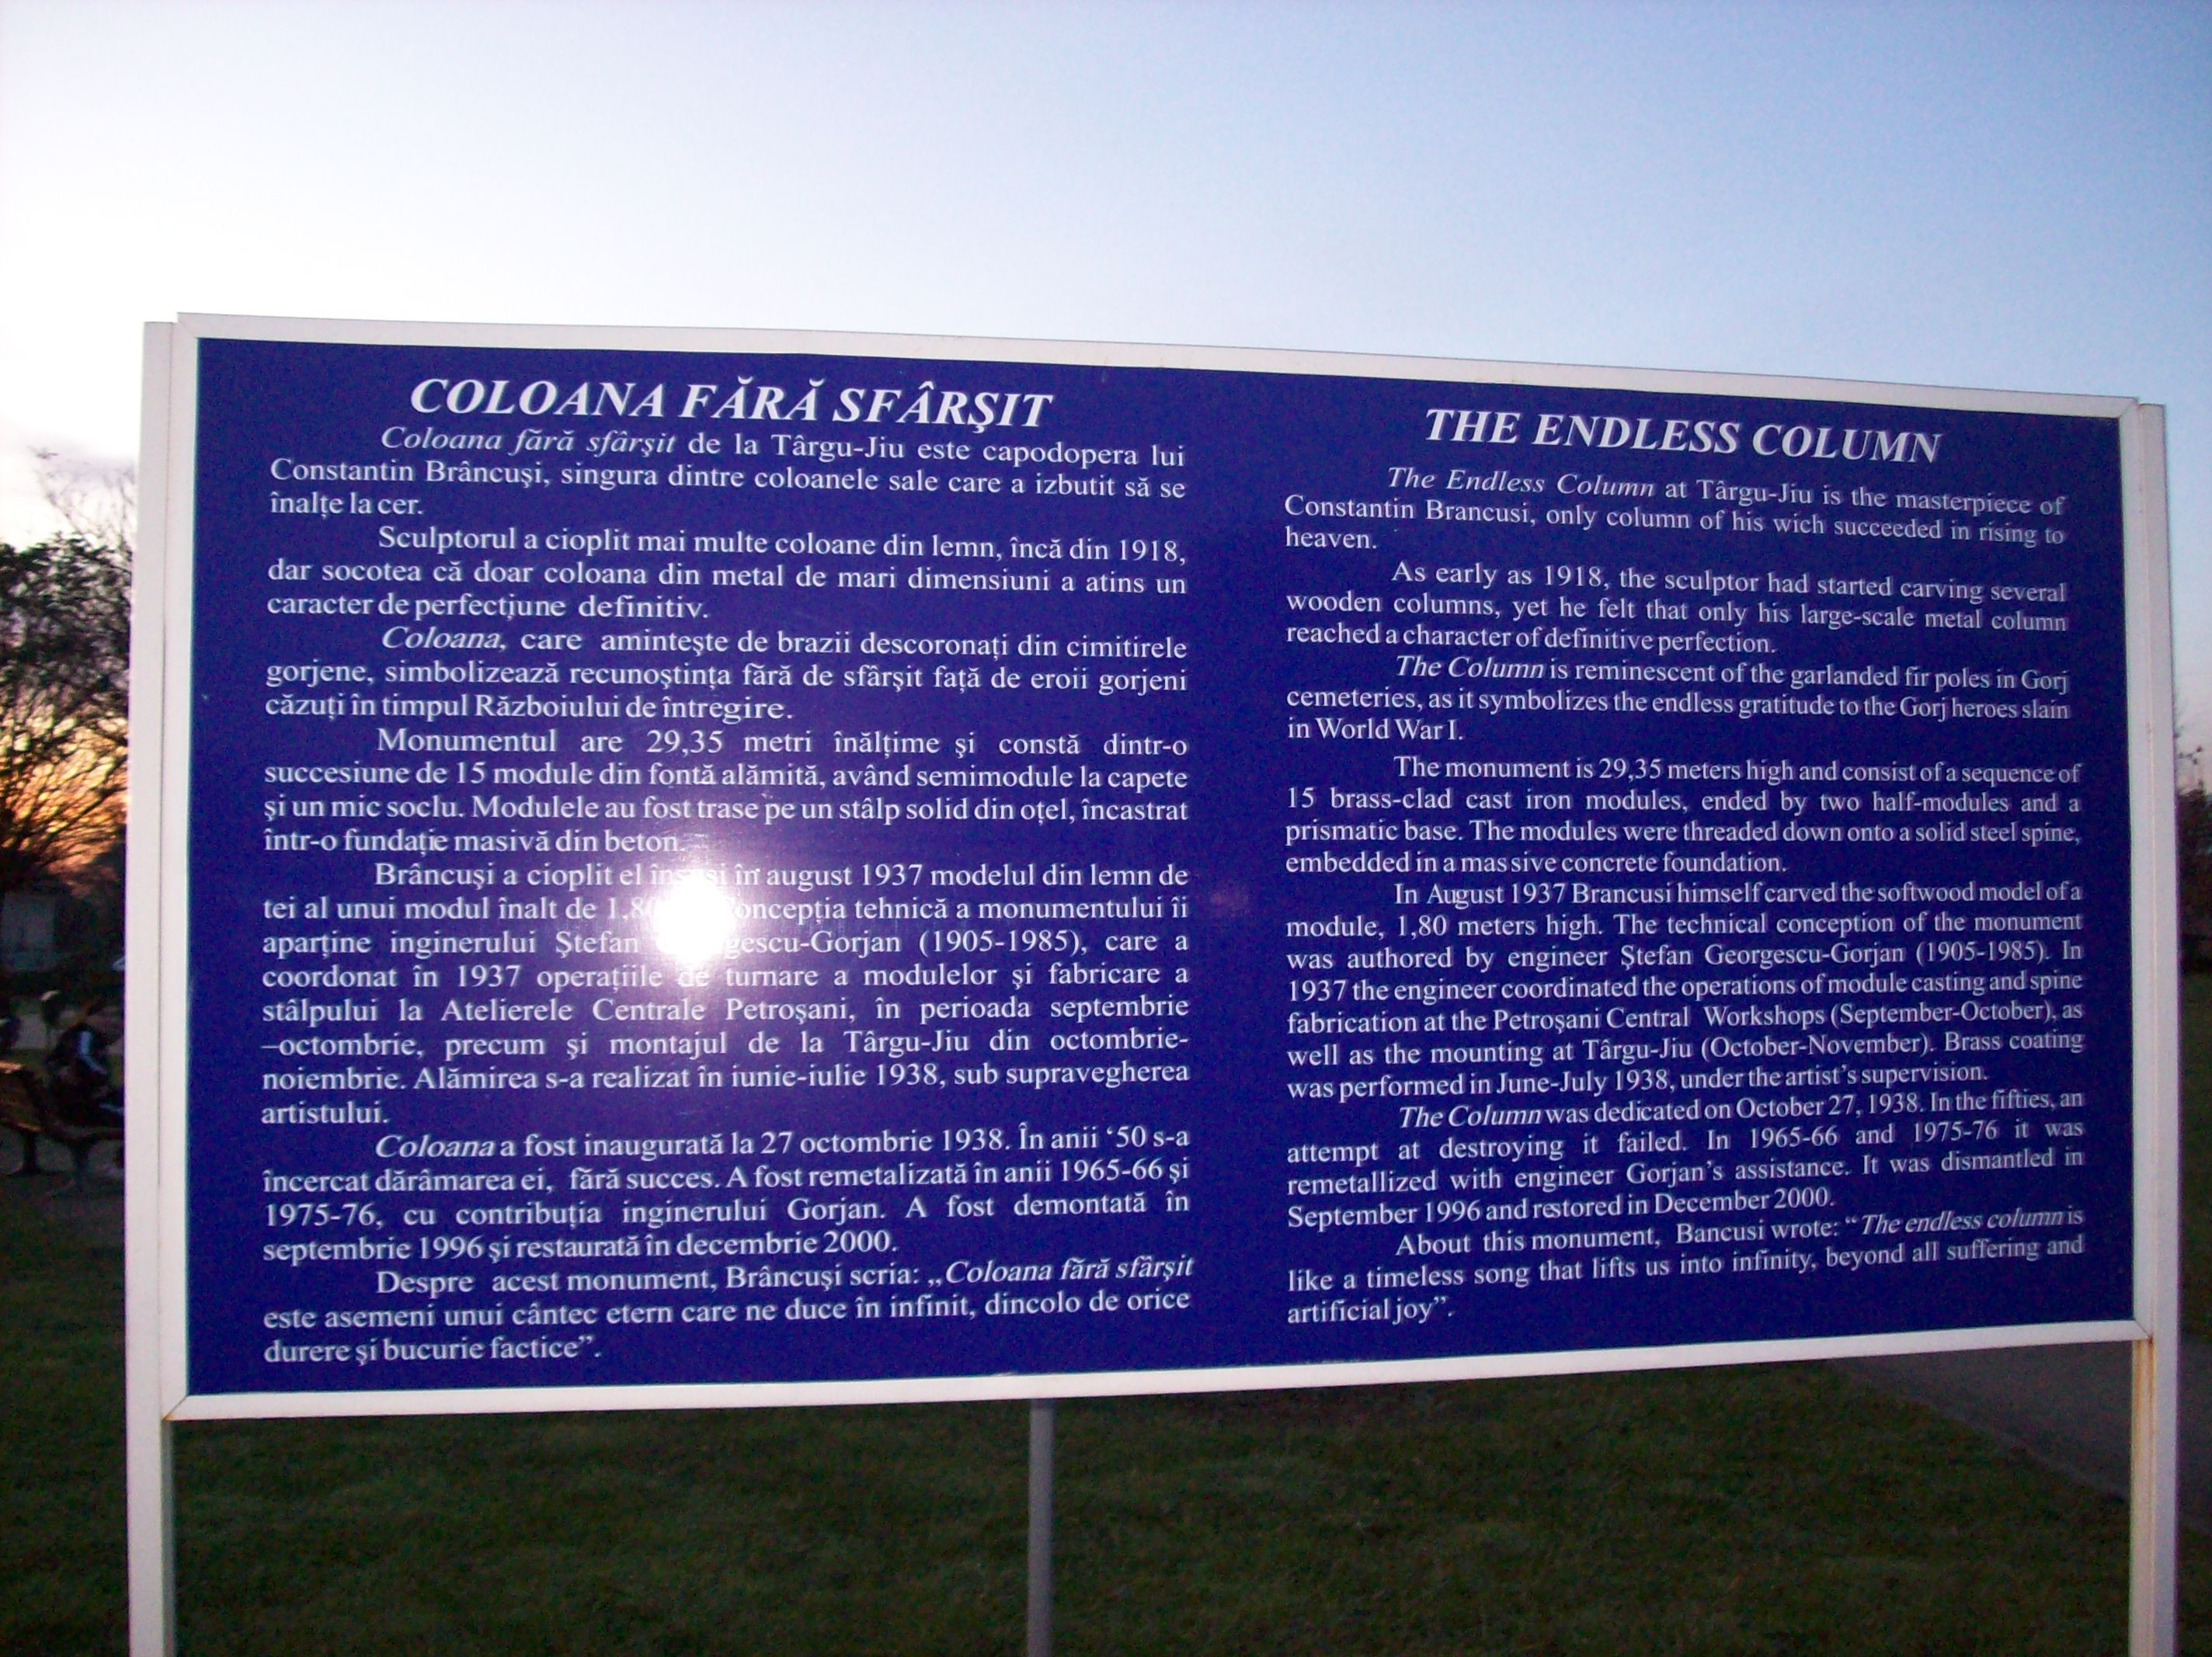 COLOANA FĂRĂ SFÂRŞIT
Coloana fără sfârşit de la Târgu-Jiu este capodopera lui
Constantin Brâncuşi, singura dintre coloanele sale care a izbutit să se
înalţe la cer.
Sculptorul a cioplit mai multe coloane din lemn, încă din 1918,
dar socotea că doar coloana din metal de mari dimensiuni a atins un
caracter de perfecţiune definitiv.
Coloana, care aminteşte de brazii descoronaţi din cimitirele
gorjene, simbolizează recunoştinţa fără de sfârşit faţă de eroii gorjeni
căzuţi în timpul Războiului de întregire.
Monumentul are 29,35 metri înălţime şi constă dintr-o
succesiune de 15 module din fontă alămită, având semimodule la capete
şi un mic soclu. Modulele au fost trase pe un stâlp solid din oţel, încastrat
într-o fundaţie masivă din beton.
Brâncuşi a cioplit el în august 1937 modelul din lemn de
tei al unui modul înalt de tehnică a monumentului îi
aparţine inginerului Ştefan (1905-1985), care a
coordonat în 1937 operaţiile de turnare a modulelor şi fabricare a
stâlpului la Atelierele Centrale Petroşani, în perioada septembrie
–octombrie, precum şi montajul de la Târgu-Jiu din octombrie-
noiembrie. Alămirea s-a realizat în iunie-iulie 1938, sub supravegherea
artistului.
Coloana a fost inaugurată la 27 octombrie 1938. În anii ‘50 s-a
încercat dărâmarea ei, fără succes. A fost remetalizată în anii 1965-66 şi
1975-76, cu contribuţia inginerului Gorjan. A fost demontată în
septembrie 1996 şi restaurată în decembrie 2000.
Despre acest monument, Brâncuşi scria: „Coloana fără sfârşit
este asemeni unui cântec etern care ne duce în infinit, dincolo de orice
durere şi bucurie factice”.
THE ENDLESS COLUMN
The Endless Column at Târgu-Jiu is the masterpiece of
Constantin Brancusi, only column of his wich succeeded in rising to
heaven.
As early as 1918, the sculptor had started carving several
wooden columns, yet he felt that only his large-scale metal column
reached a character of definitive perfection.
The Column is reminescent of the garlanded fir poles in Gorj
cemeteries, as it symbolizes the endless gratitude to the Gorj heroes slain
in World War I.
The monument is 29,35 meters high and consist of a sequence of
15 brass-clad cast iron modules, ended by two half-modules and a
prismatic base. The modules were threaded down onto a solid steel spine,
embedded in a massive concrete foundation.
In August 1937 Brancusi himself carved the softwood model of a
module, 1,80 meters high. The technical conception of the monument
was authored by engineer Ştefan Georgescu-Gorjan (1905-1985). In
1937 the engineer coordinated the operations of module casting and spine
fabrication at the Petroşani Central Workshops (September-October), as
well as the mounting at Târgu-Jiu (October-November). Brass coating
was performed in June-July 1938, under the artist’s supervision.
The Column was dedicated on October 27, 1938. In the fifties, an
attempt at destroying it failed. In 1965-66 and 1975-76 it was
remetallized with engineer Gorjan’s assistance. It was dismantled in
September 1996 and restored in December 2000.
About this monument, Bancusi wrote: “The endless column is
like a timeless song that lifts us into infinity, beyond all suffering and
artificial joy”.